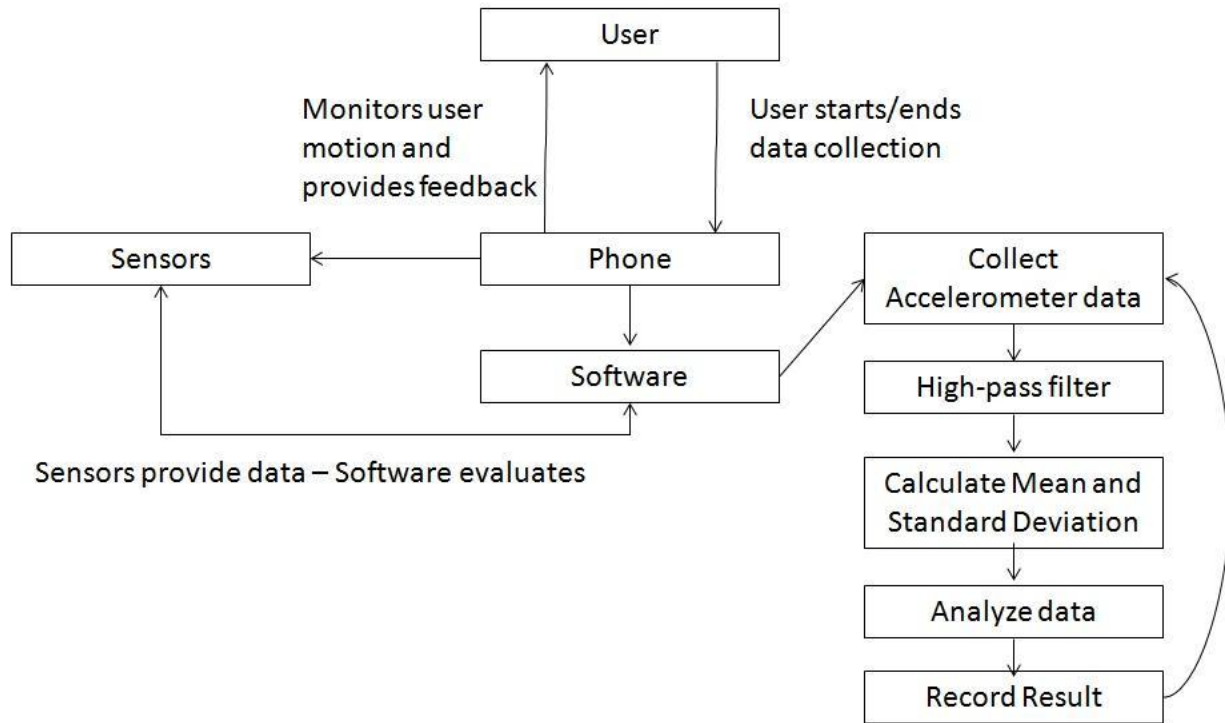 User
Monitors user
motion and
provides feedback
User starts/ends
data collection
Sensors
Phone
Collect
Accelerometer data
Software
High-pass filter
Sensors provide data – Software evaluates
Calculate Mean and
Standard Deviation
Analyze data
Record Result